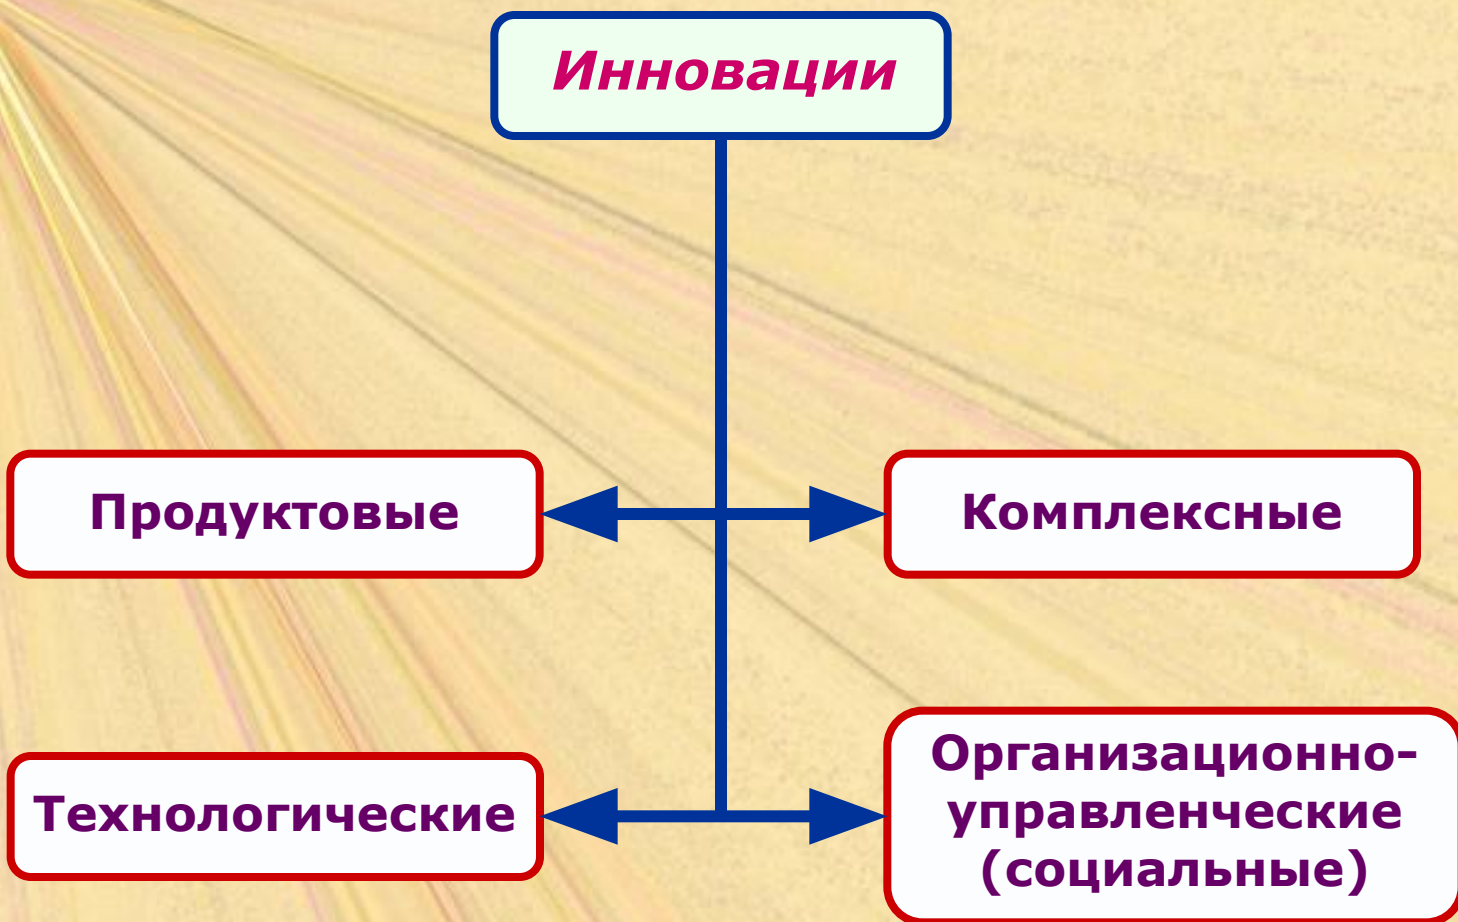 Инновации
Продуктовые
Комплексные
Технологические
Организационно-
управленческие
(социальные)